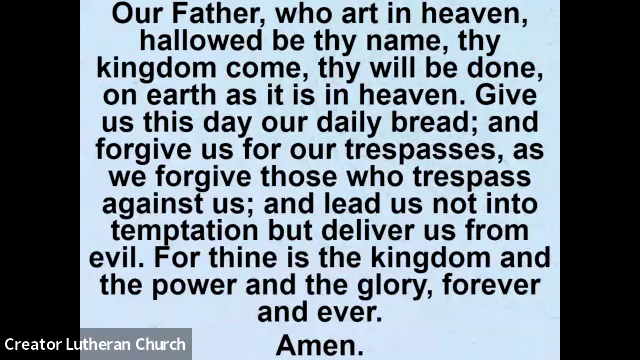 Our Father, who art in heaven,
hallowed be thy name, thy
kingdom come, thy will be done,
on earth as it is in heaven. Give
us this day our daily bread; and
forgive us for our trespasses, as
we forgive those who trespass
against us; and lead us not into
temptation but deliver us from
evil. For thine is the kingdom and
the power and the glory, forever
and ever.
Amen.
Creator Lutheran Church